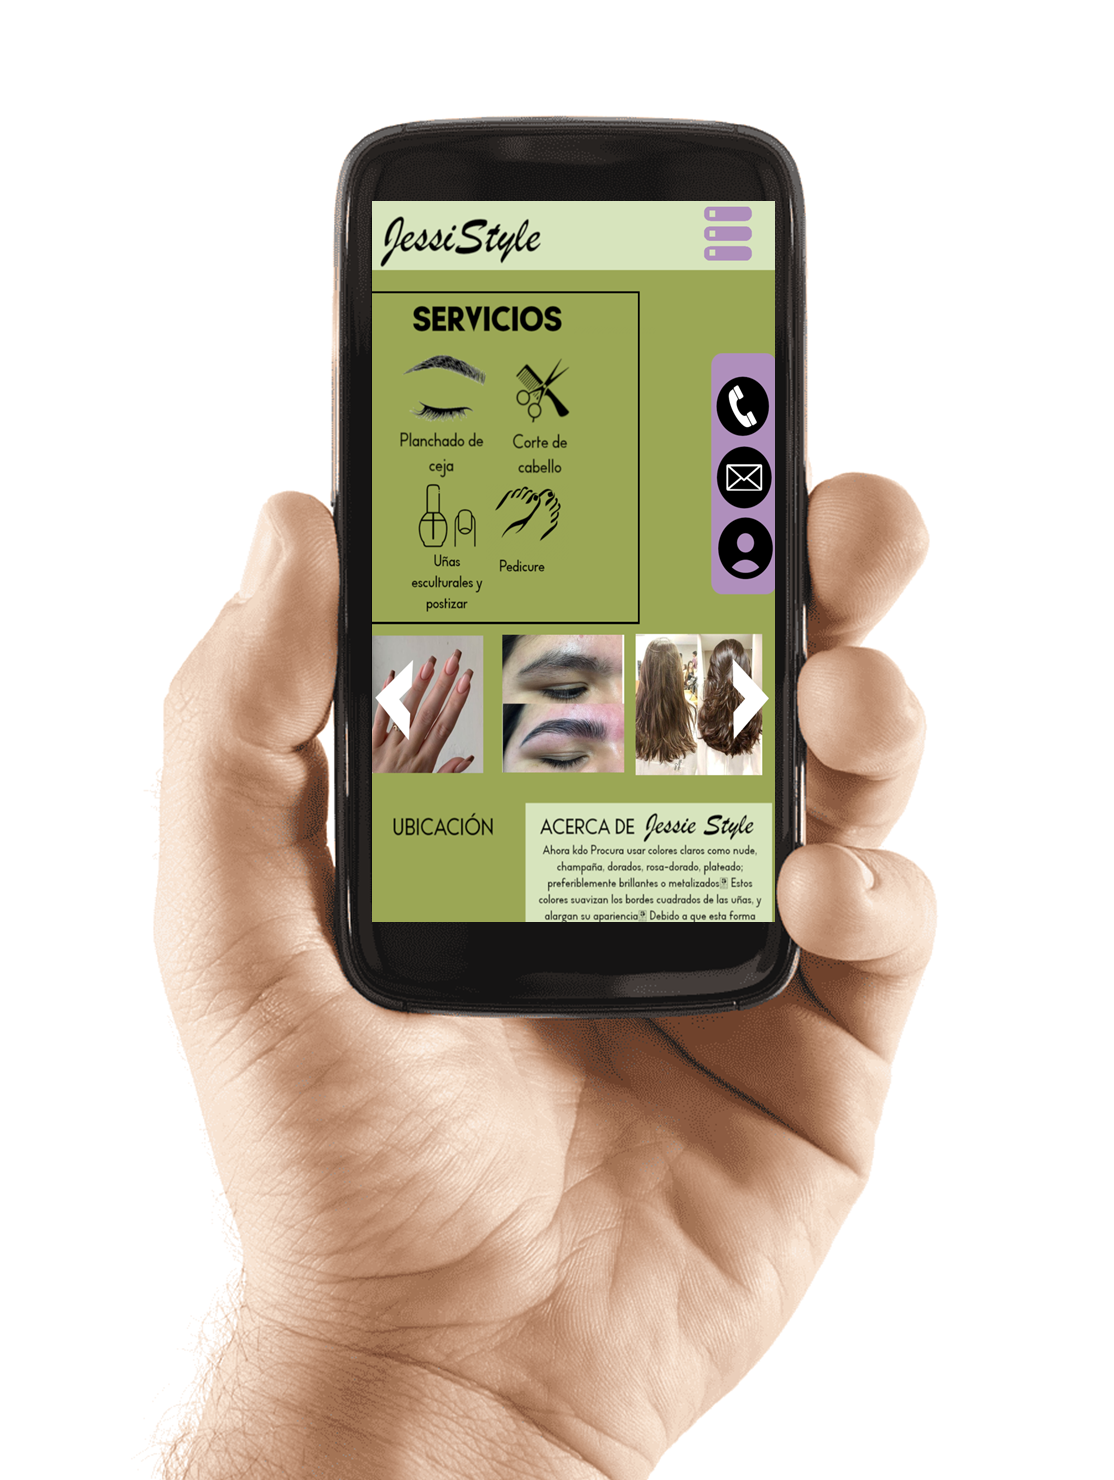 JessiStyle
SERVICIOS
Planchado de
ceja
Corte de
cabello
Uñas
esculturales y
postizar
Pedicure
UBICACIÓN
ACERCA DE Jessie Style
Ahora kdo Procura usar colores claros como nude,
champaña, dorados, rosa-dorado, plateado;
preferiblemente brillantes o metalizados Estos
colores suavizan los bordes cuadrados de las uñas, y
alargan su apariencia Debido a que esta forma